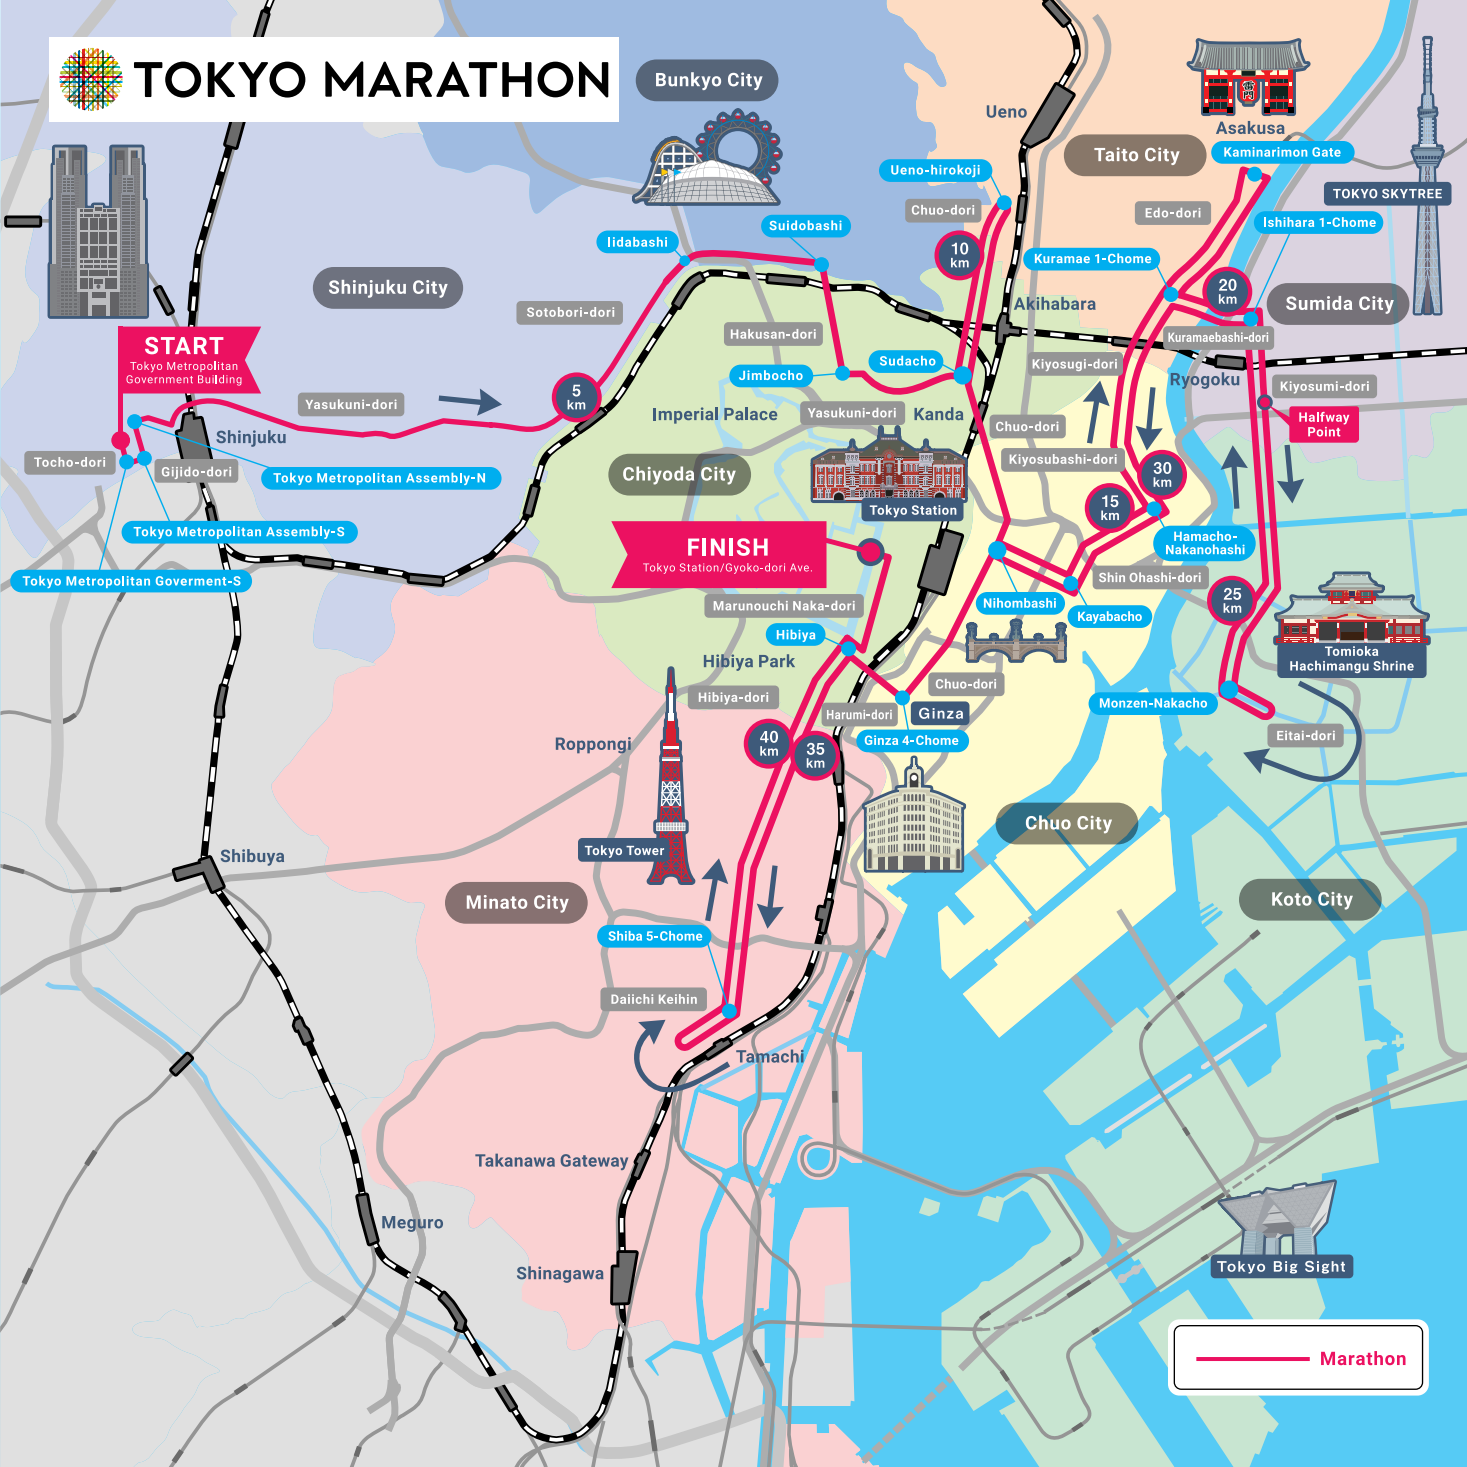 TOKYO MARATHON
Bunkyo City
Ueno
Asakusa
Taito City
Kaminarimon Gate
Ueno-hirokoji
TOKYO SKYTREE
Chuo-dori
Edo-dori
Suidobashi
Ishihara 1-Chome
Iidabashi
10
km
Kuramae 1-Chome
Shinjuku City
20
km
Sumida City
Akihabara
Sotobori-dori
Hakusan-dori
Kuramaebashi-dori
START
Tokyo Metropolitan
Government Building
Sudacho
Kiyosugi-dori
Jimbocho
Ryogoku
Kiyosumi-dori
5
km
Yasukuni-dori
Imperial Palace
Yasukuni-dori
Kanda
Halfway
Point
Chuo-dori
Shinjuku
Tocho-dori
Gijido-dori
Kiyosubashi-dori
Tokyo Metropolitan Assembly-N
Chiyoda City
30
km
15
km
Tokyo Station
Tokyo Metropolitan Assembly-S
Hamacho-
Nakanohashi
FINISH
Tokyo Station/Gyoko-dori Ave.
Tokyo Metropolitan Goverment-S
Shin Ohashi-dori
25
km
Marunouchi Naka-dori
Nihombashi
Kayabacho
Hibiya
Tomioka
Hachimangu Shrine
Hibiya Park
Chuo-dori
Hibiya-dori
Monzen-Nakacho
Harumi-dori
Ginza
Roppongi
40
km
35
km
Ginza 4-Chome
Eitai-dori
Chuo City
Tokyo Tower
Shibuya
Minato City
Koto City
Shiba 5-Chome
Daiichi Keihin
Tamachi
Takanawa Gateway
Meguro
Shinagawa
Tokyo Big Sight
Marathon